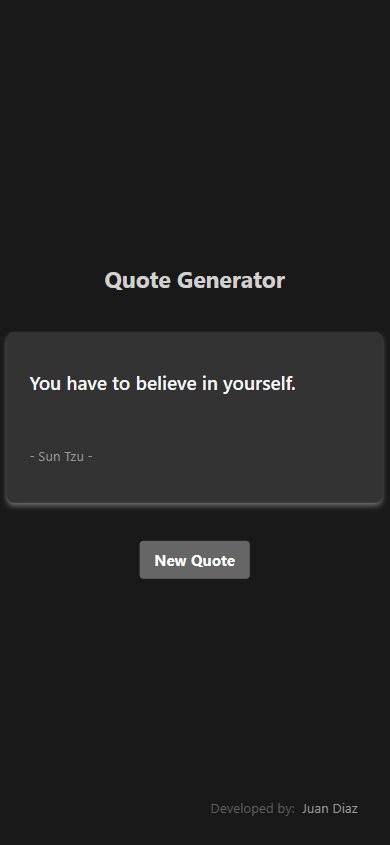 Quote Generator
You have to believe in yourself.
- Sun Tzu -
New Quote
Developed by: Juan Diaz